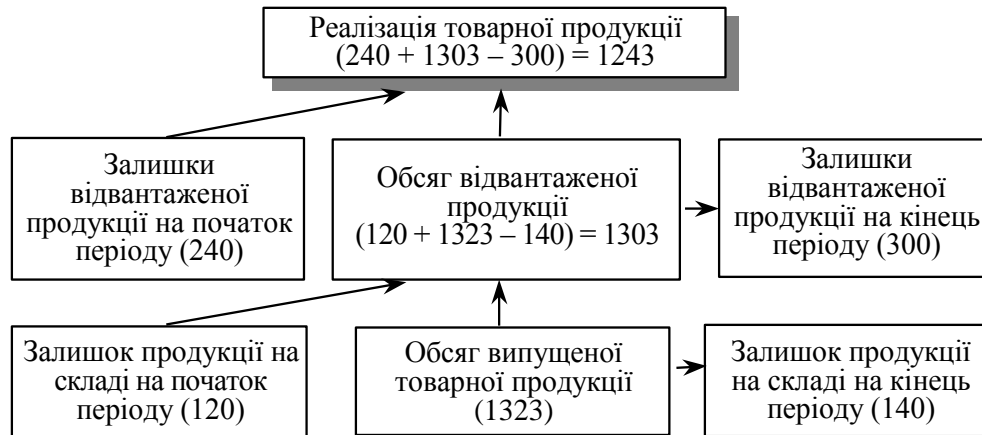 Реалізація товарної продукції
(240 + 1303 – 300) = 1243
Залишки
відвантаженої
продукції на початок
періоду (240)
Обсяг відвантаженої
продукції
(120 + 1323 – 140) = 1303
Залишки
відвантаженої
продукції на кінець
періоду (300)
Залишок продукції на
складі на початок
періоду (120)
Обсяг випущеної
товарної продукції
(1323)
Залишок продукції
на складі на кінець
періоду (140)